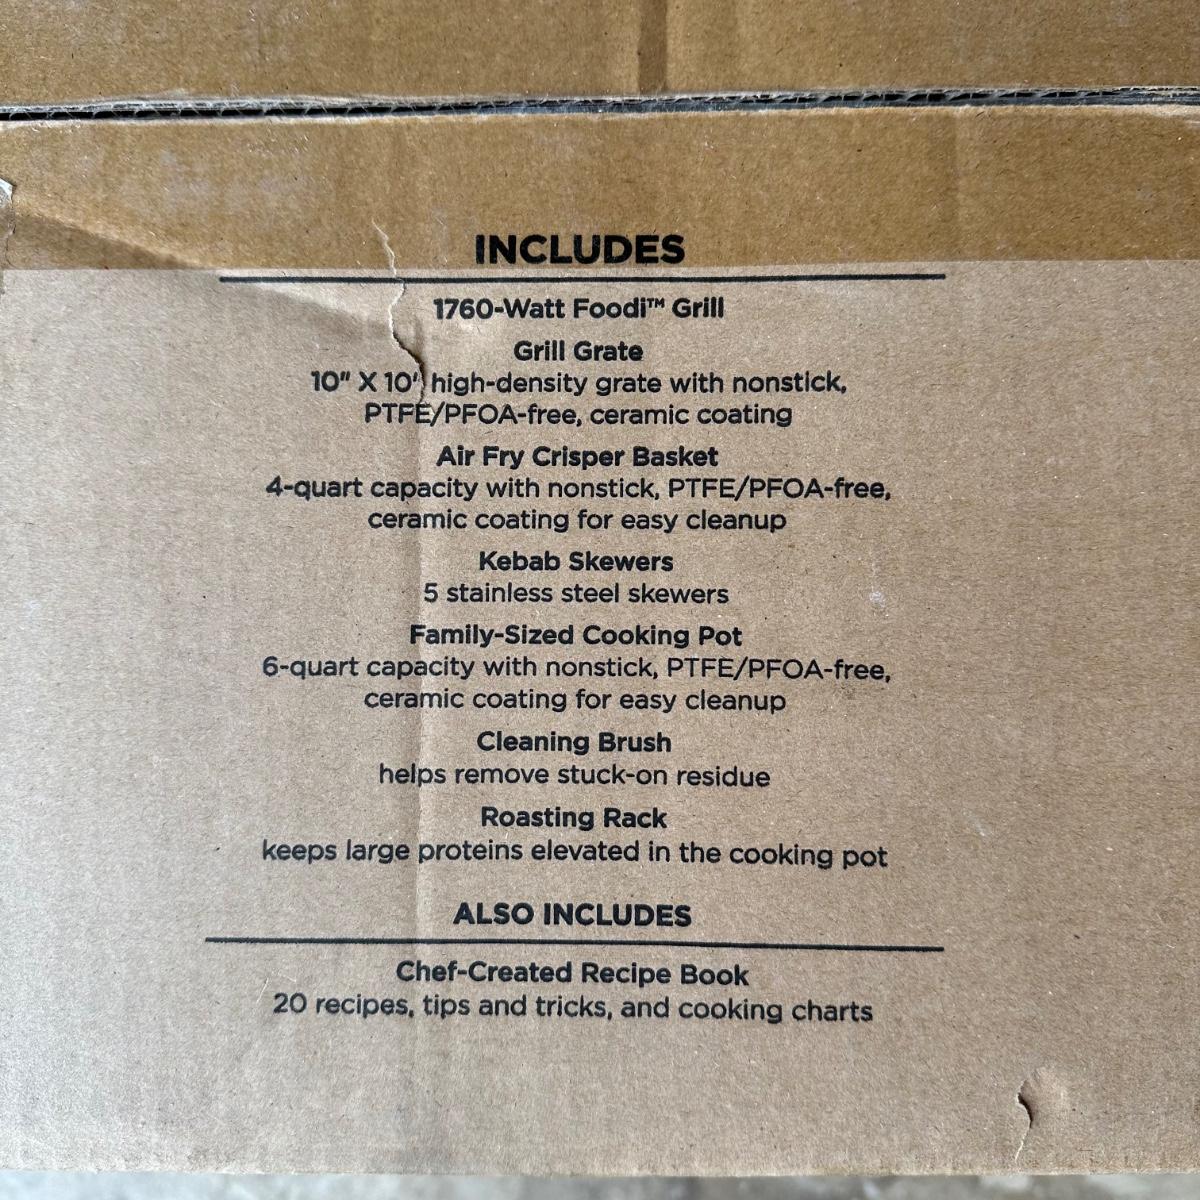 INCLUDES
1760-Watt Foodi™ Grill
Grill Grate
10" X 10" high-density grate with nonstick,
PTFE/PFOA-free, ceramic coating
Air Fry Crisper Basket
4-quart capacity with nonstick, PTFE/PFOA-free,
ceramic coating for easy cleanup
Kebab Skewers
5 stainless steel skewers
Family-Sized Cooking Pot
6-quart capacity with nonstick, PTFE/PFOA-free,
ceramic coating for easy cleanup
Cleaning Brush
helps remove stuck-on residue
Roasting Rack
keeps large proteins elevated in the cooking pot
ALSO INCLUDES
Chef-Created Recipe Book
20 recipes, tips and tricks, and cooking charts